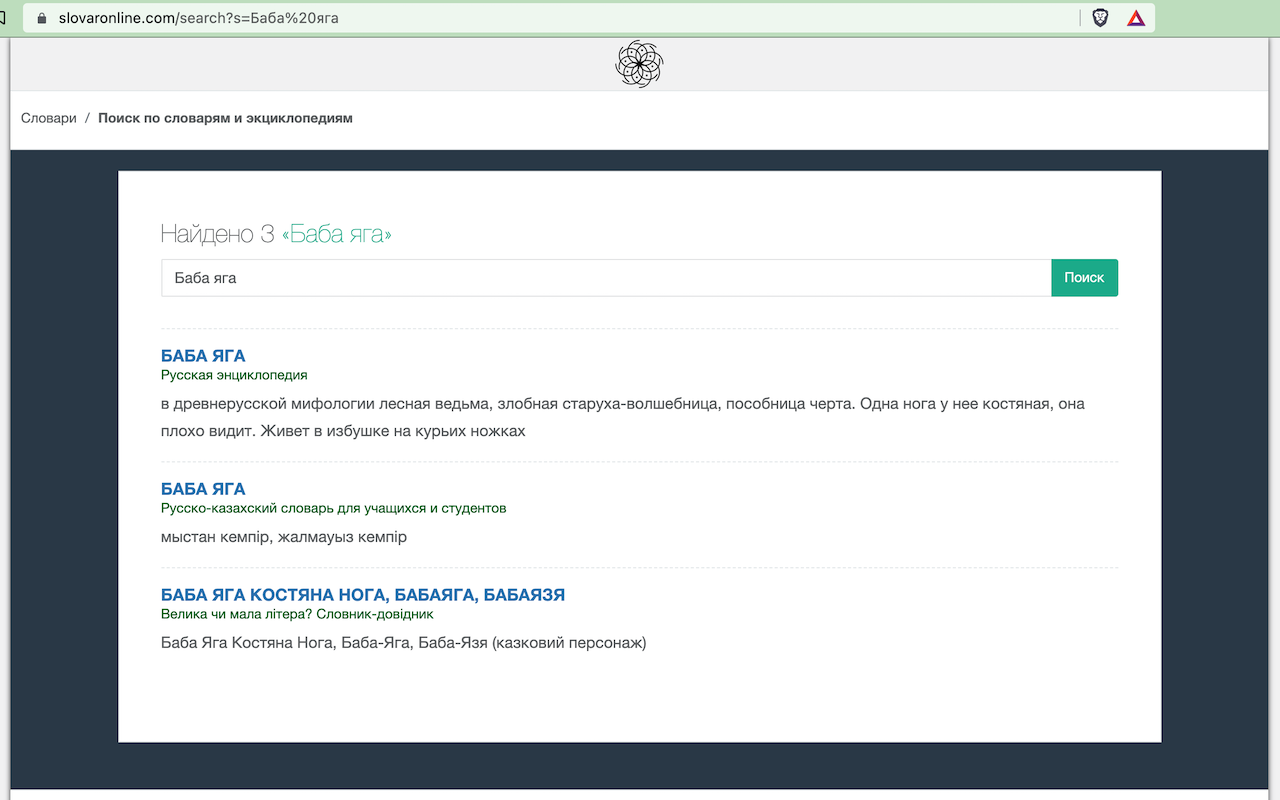 slovaronline.com/search?s=Баба%20яга
Словари / Поиск по словарям и экциклопедиям
Найдено 3 «Баба яга»
Баба яга
Поиск
БАБА ЯГА
Русская энциклопедия
в древнерусской мифологии лесная ведьма, злобная старуха-волшебница, пособница черта. Одна нога у нее костяная, она
плохо видит. Живет в избушке на курьих ножках
БАБА ЯГА
Русско-казахский словарь для учащихся и студентов
мыстан кемпір, жалмауыз кемпір
БАБА ЯГА КОСТЯНА НОГА, БАБАЯГА, БАБАЯЗЯ
Велика чи мала літера? Словник-довідник
Баба Яга Костяна Нога, Баба-Яга, Баба-Язя (казковий персонаж)